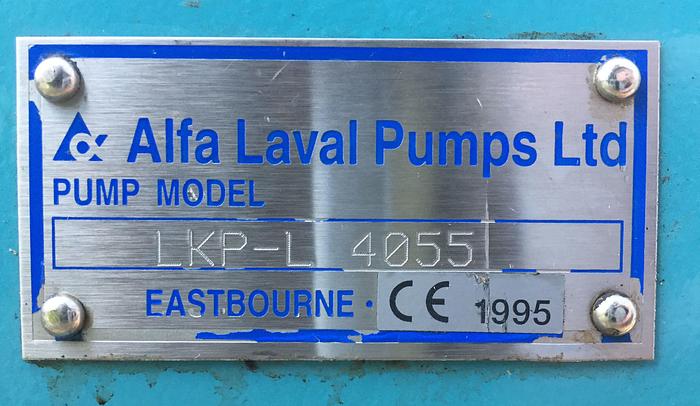 Alfa Laval Pumps Ltd
PUMP MODEL
LKP-L 4055
EASTBOURNE · CE 1995